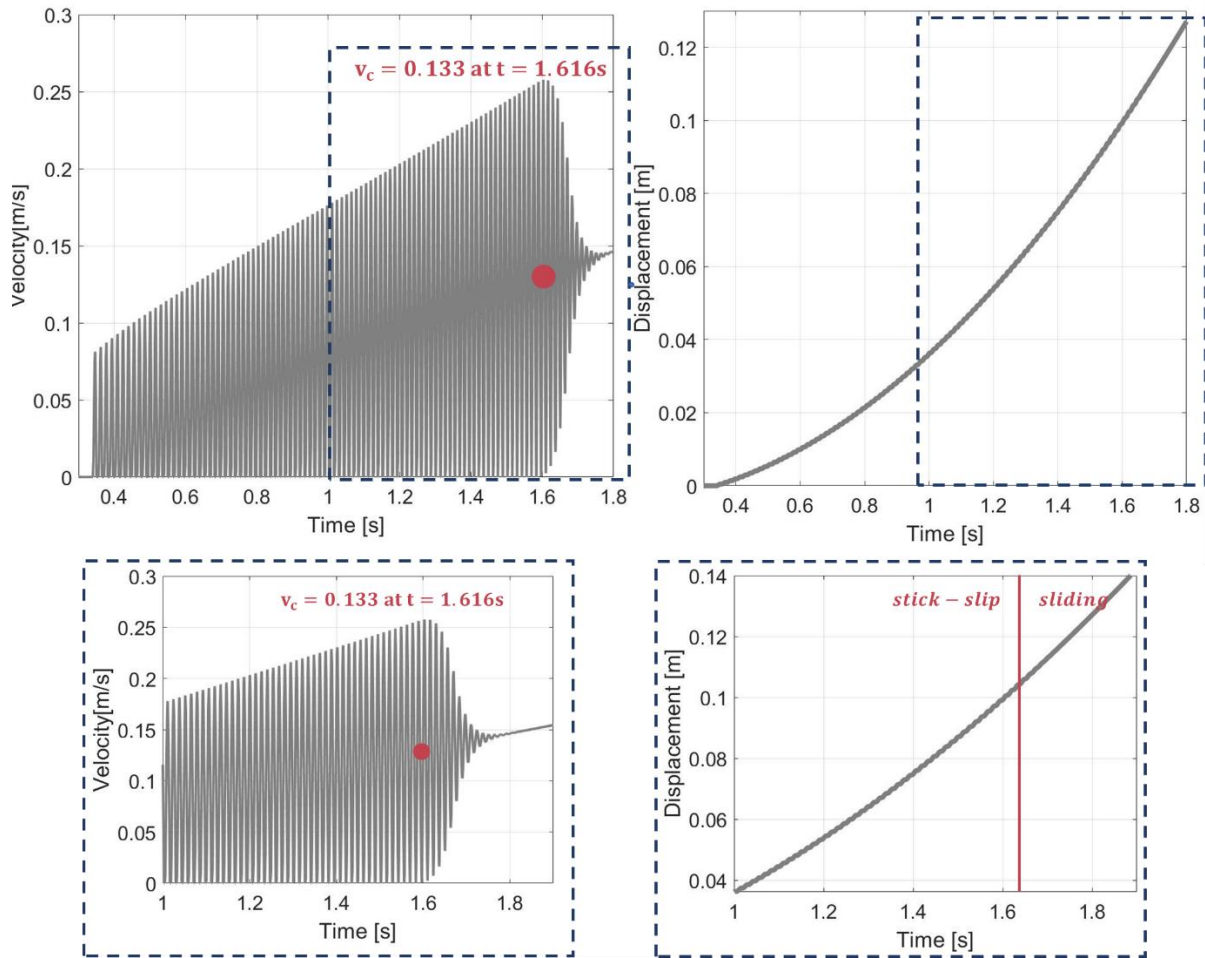 0.3
0.25
0.2
0.15
0.1
0.05
0
Velocity[m/s]
v_c = 0.133 at t = 1.616s
0.4 0.6 0.8 1 1.2 1.4 1.6 1.8
Time [s]
0.12
0.1
0.08
0.06
0.04
0.02
0
Displacement [m]
0.4 0.6 0.8 1 1.2 1.4 1.6 1.8
Time [s]
0.3
0.25
0.2
0.15
0.1
0.05
0
Velocity[m/s]
v_c = 0.133 at t = 1.616s
1 1.2 1.4 1.6 1.8
Time [s]
0.14
0.12
0.1
0.08
0.06
0.04
Displacement [m]
stick – slip sliding
1 1.2 1.4 1.6 1.8
Time [s]